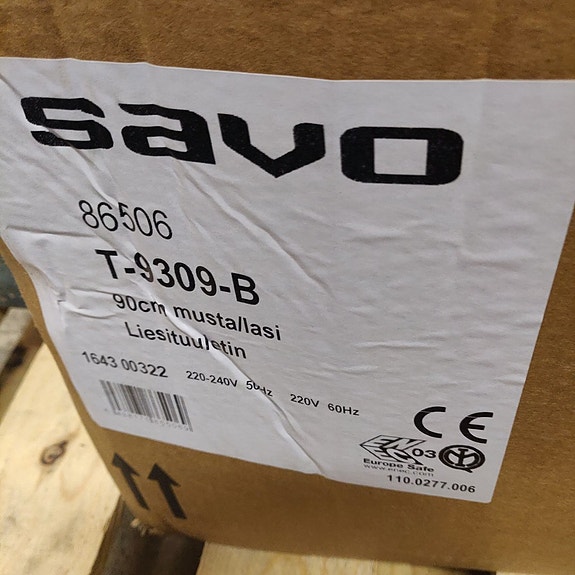 savo
86506
T-9309-B
90cm musta/lasi
Liesituuletin
1643 00322 220-240V 50Hz 220V 60Hz
CE
ENEC 03
Europe Safe
www.enec.com
110.0277.006